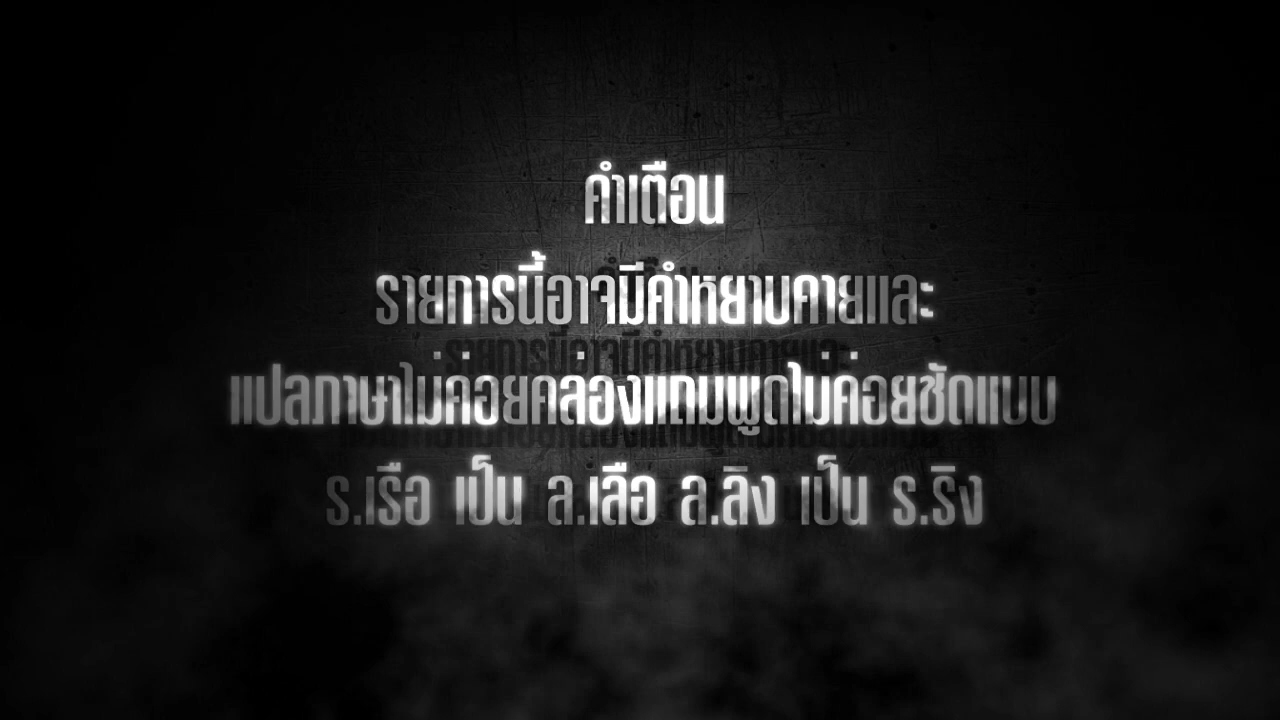 คำเตือน
รายการนี้อาจมีคำหยาบคายและ
แปลภาษาไม่ค่อยคล่องแถมพูดไม่ค่อยชัดแบบ
ร.เรือ เป็น ล.เลือ ล.ลิง เป็น ร.ริง